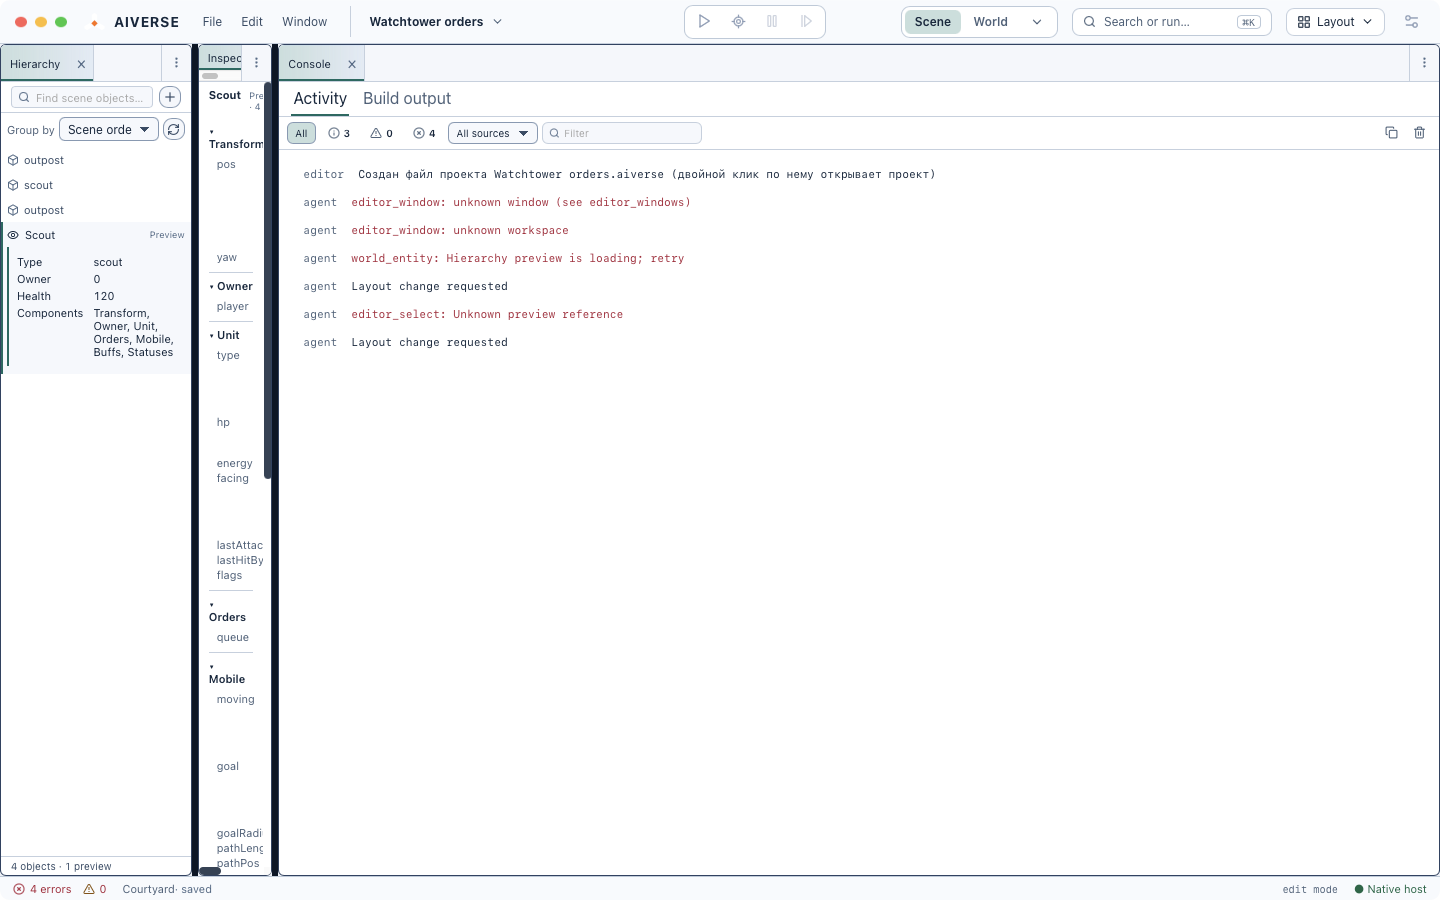 AIVERSE File Edit Window Watchtower orders Scene World Search or run... ⌘K Layout
Hierarchy
Find scene objects...
Group by Scene orde
outpost
scout
outpost
Scout Preview
Type scout
Owner 0
Health 120
Components Transform,
Owner, Unit,
Orders, Mobile,
Buffs, Statuses
4 objects · 1 preview
Inspec
Scout Pre
· 4
Transform
pos
yaw
Owner
player
Unit
type
hp
energy
facing
lastAttac
lastHitBy
flags
Orders
queue
Mobile
moving
goal
goalRadi
pathLeng
pathPos
Console
Activity Build output
All 3 0 4 All sources Filter
editor Создан файл проекта Watchtower orders.aiverse (двойной клик по нему открывает проект)
agent editor_window: unknown window (see editor_windows)
agent editor_window: unknown workspace
agent world_entity: Hierarchy preview is loading; retry
agent Layout change requested
agent editor_select: Unknown preview reference
agent Layout change requested
4 errors 0 Courtyard· saved edit mode Native host